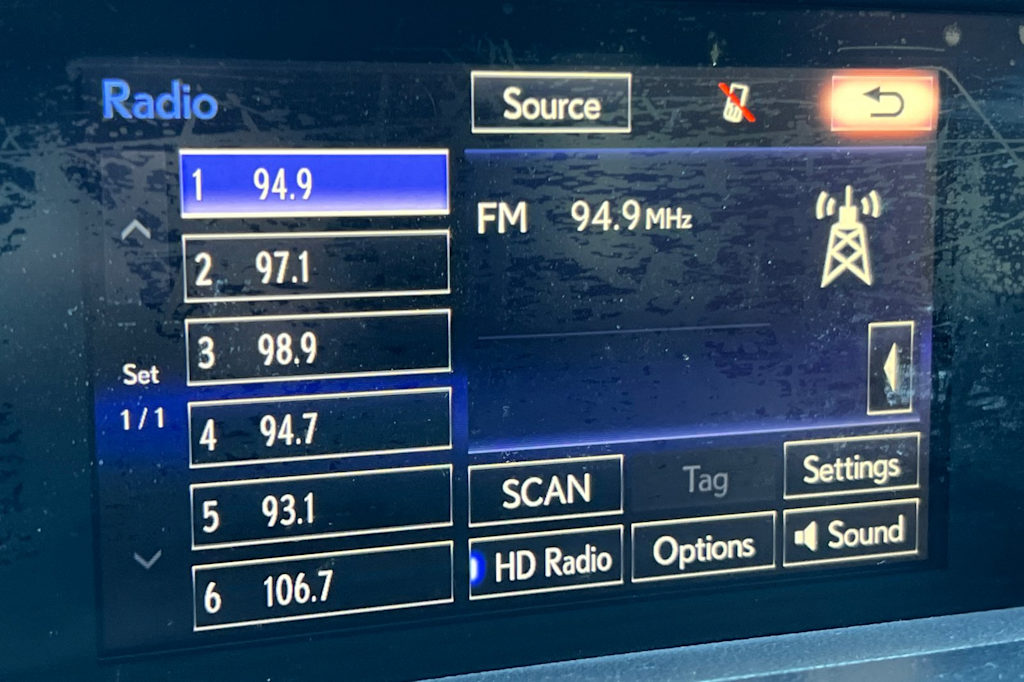 Radio
Source
1 94.9
2 97.1
3 98.9
4 94.7
5 93.1
6 106.7
Set
1/1
FM 94.9 MHz
SCAN
Tag
Settings
HD Radio
Options
Sound